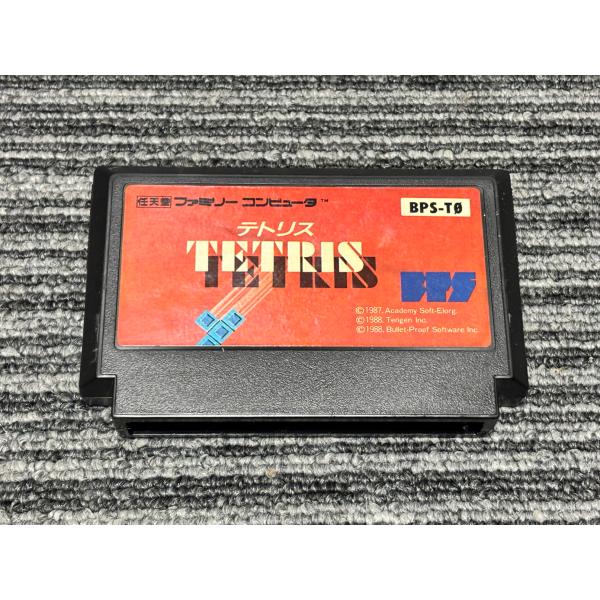 任天堂 ファミリー コンピュータ™
BPS-TØ
テトリス
TETRIS
BPS
©1987. Academy Soft-Elorg.
©1988. Tengen Inc.
©1988. Bullet-Proof Software Inc.